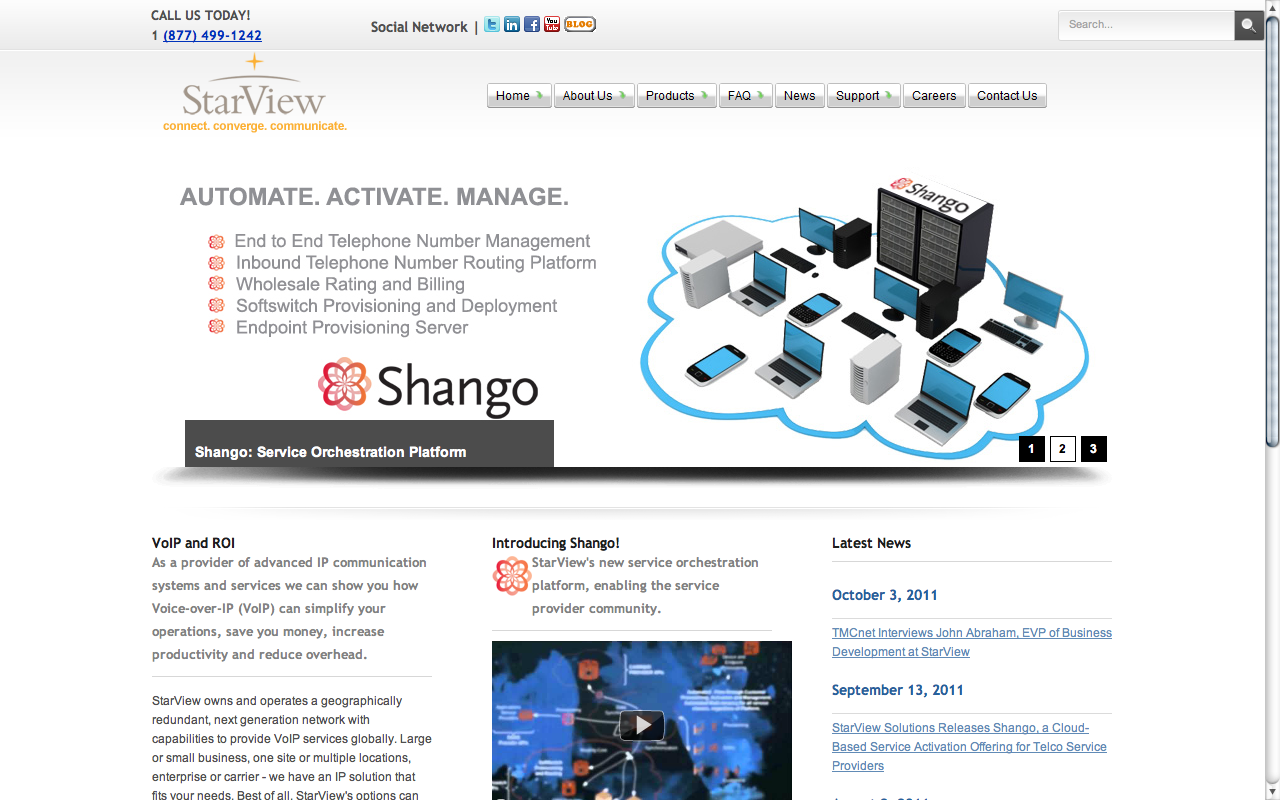 CALL US TODAY!
1 (877) 499-1242
Social Network |
BLOG
Search...
StarView
connect. converge. communicate.
Home
About Us
Products
FAQ
News
Support
Careers
Contact Us
AUTOMATE. ACTIVATE. MANAGE.
End to End Telephone Number Management
Inbound Telephone Number Routing Platform
Wholesale Rating and Billing
Softswitch Provisioning and Deployment
Endpoint Provisioning Server
Shango
Shango
Shango: Service Orchestration Platform
1 2 3
VoIP and ROI
As a provider of advanced IP communication
systems and services we can show you how
Voice-over-IP (VoIP) can simplify your
operations, save you money, increase
productivity and reduce overhead.
StarView owns and operates a geographically
redundant, next generation network with
capabilities to provide VoIP services globally. Large
or small business, one site or multiple locations,
enterprise or carrier - we have an IP solution that
fits your needs. Best of all, StarView's options can
Introducing Shango!
StarView's new service orchestration
platform, enabling the service
provider community.
Latest News
October 3, 2011
TMCnet Interviews John Abraham, EVP of Business
Development at StarView
September 13, 2011
StarView Solutions Releases Shango, a Cloud-
Based Service Activation Offering for Telco Service
Providers